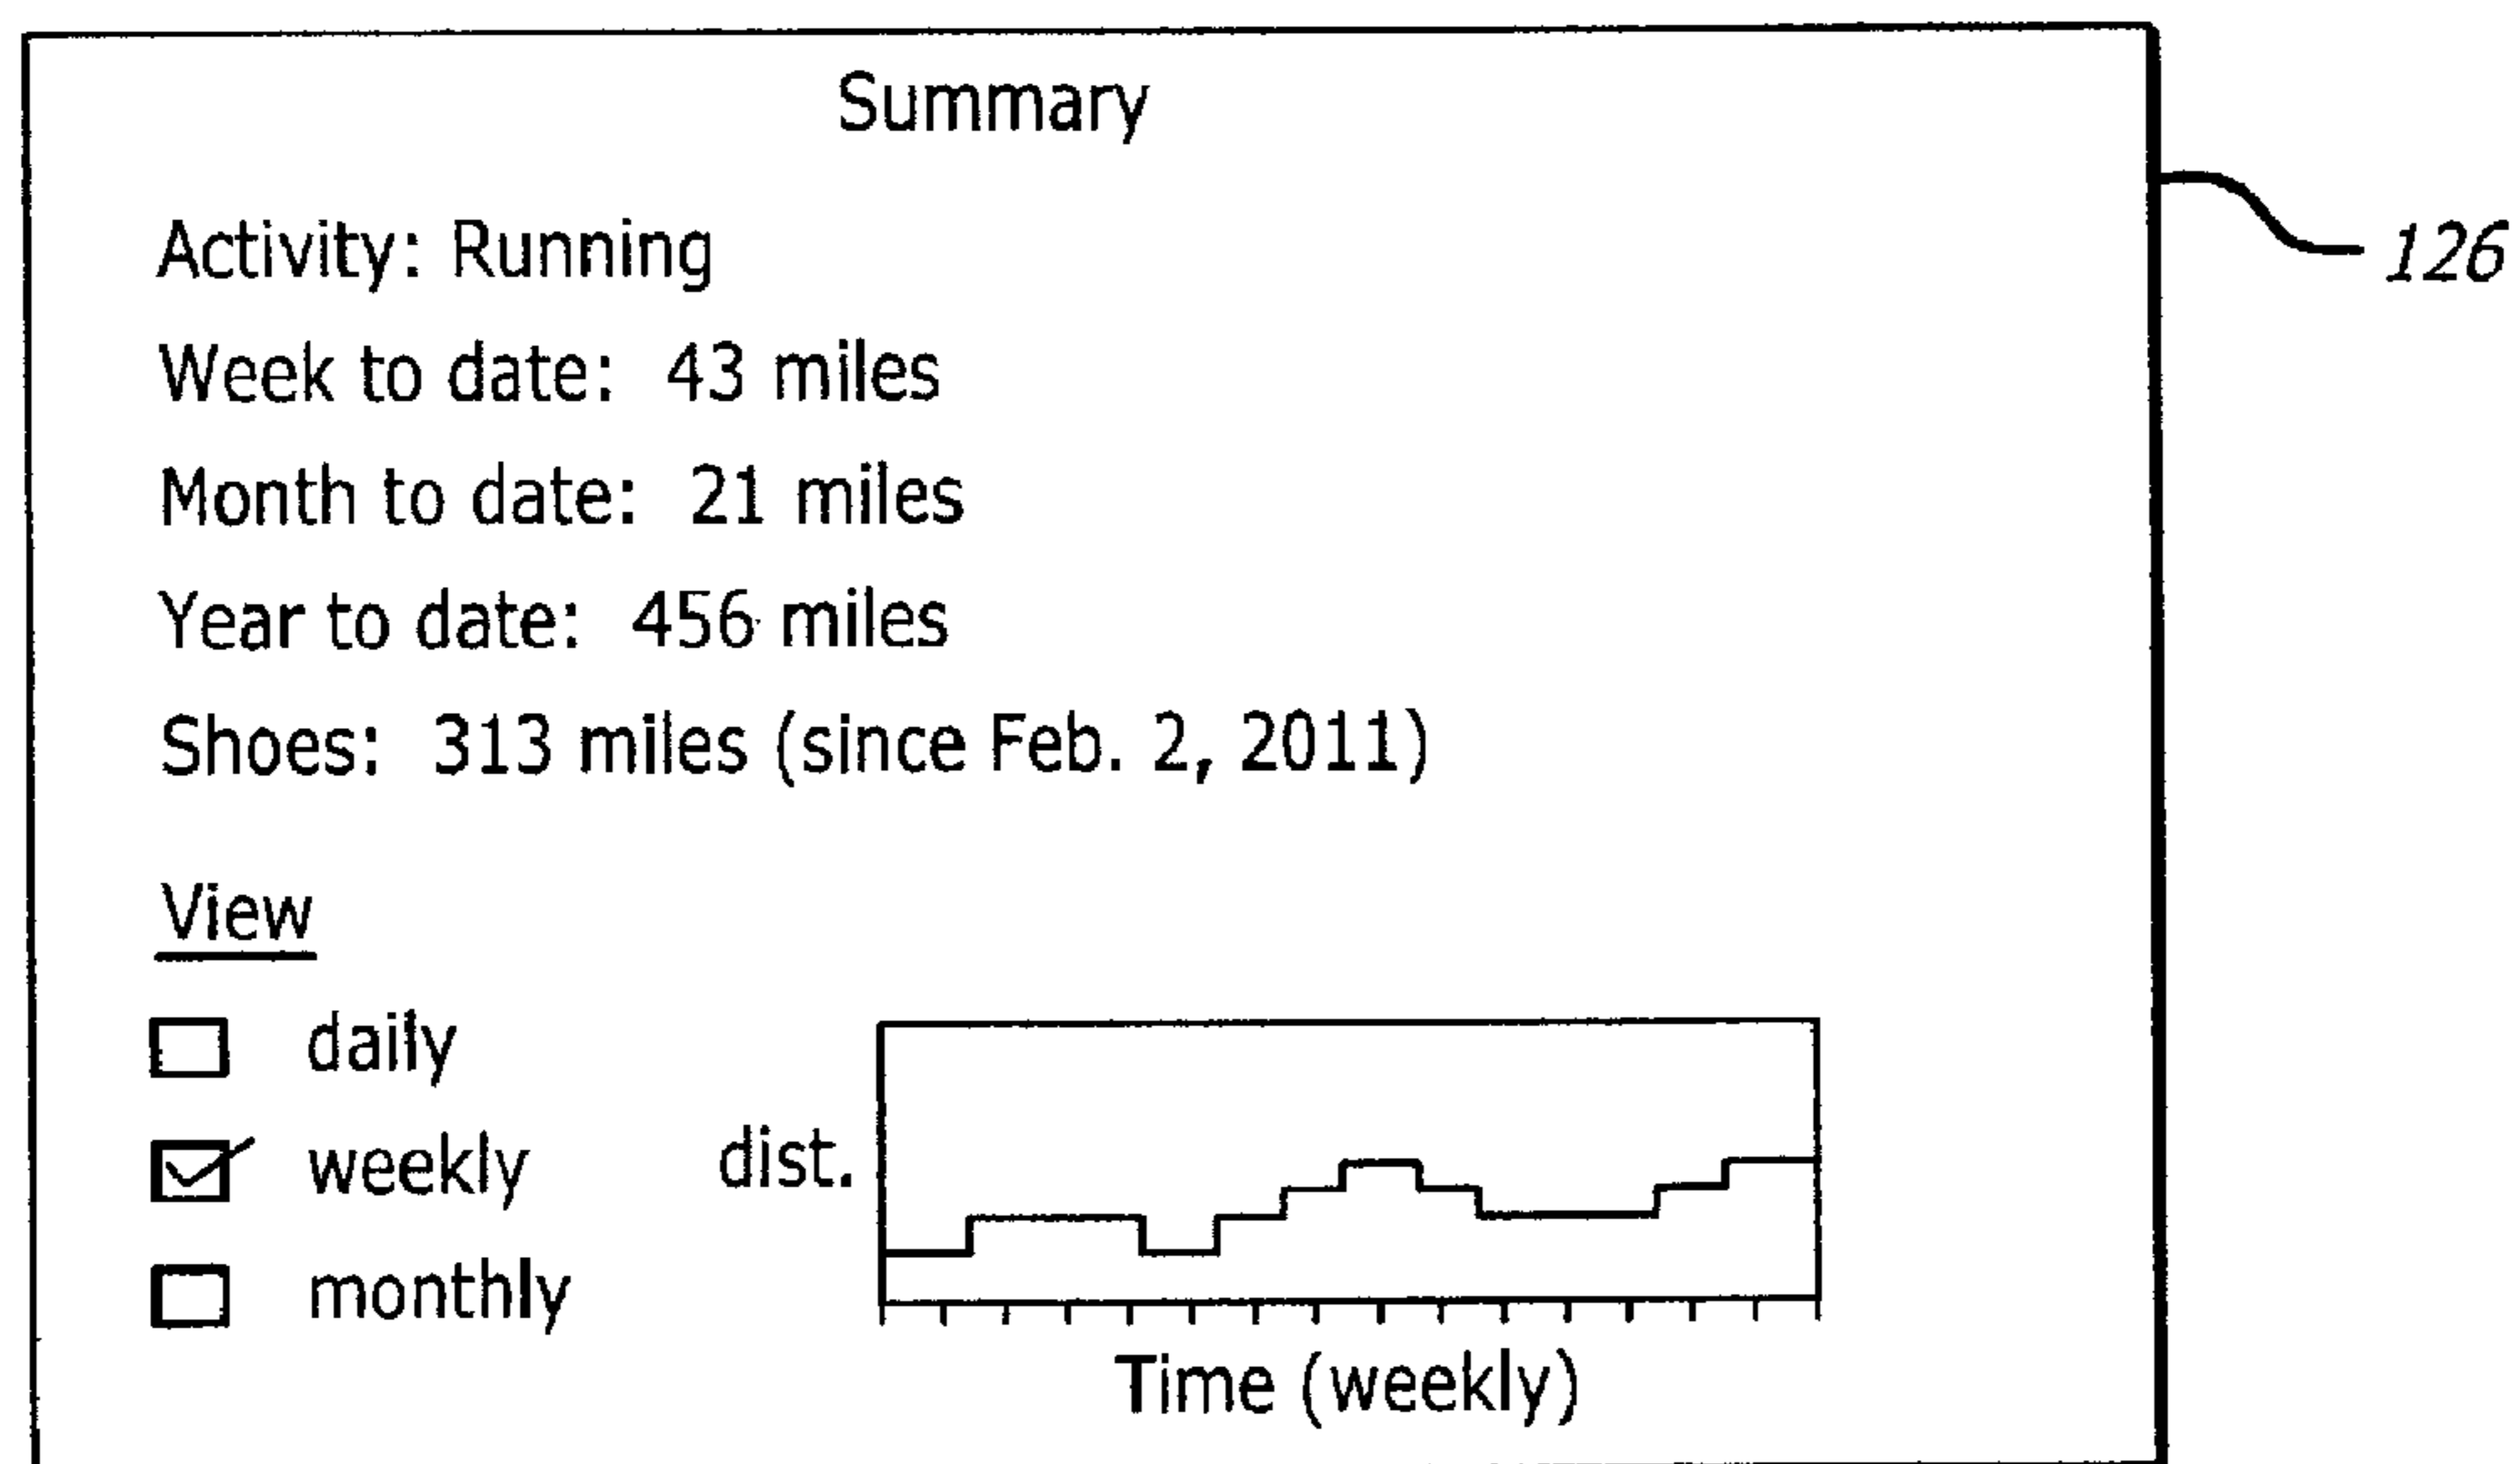 Summary
126
Activity: Running
Week to date: 43 miles
Month to date: 21 miles
Year to date: 456 miles
Shoes: 313 miles (since Feb. 2, 2011)
View
daily
weekly
monthly
dist.
Time (weekly)